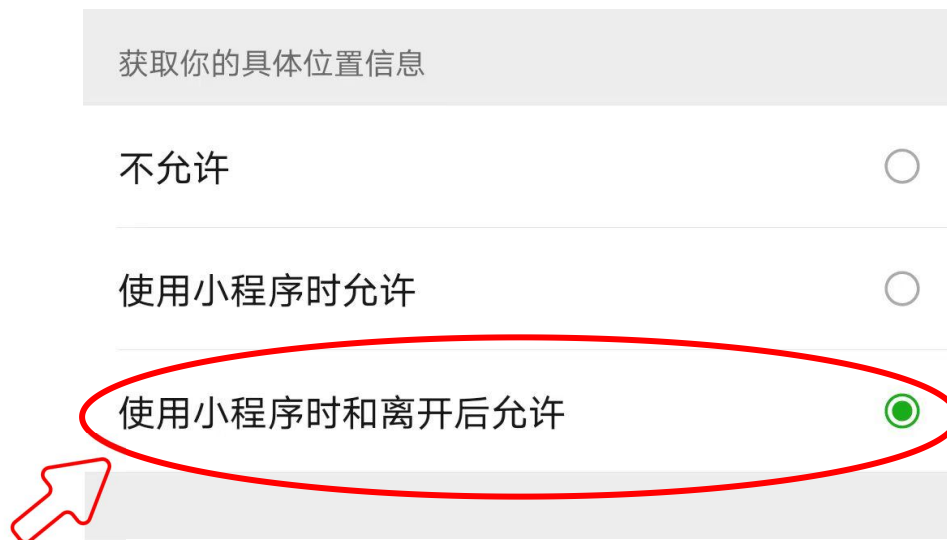 获取你的具体位置信息
不允许
使用小程序时允许
使用小程序时和离开后允许